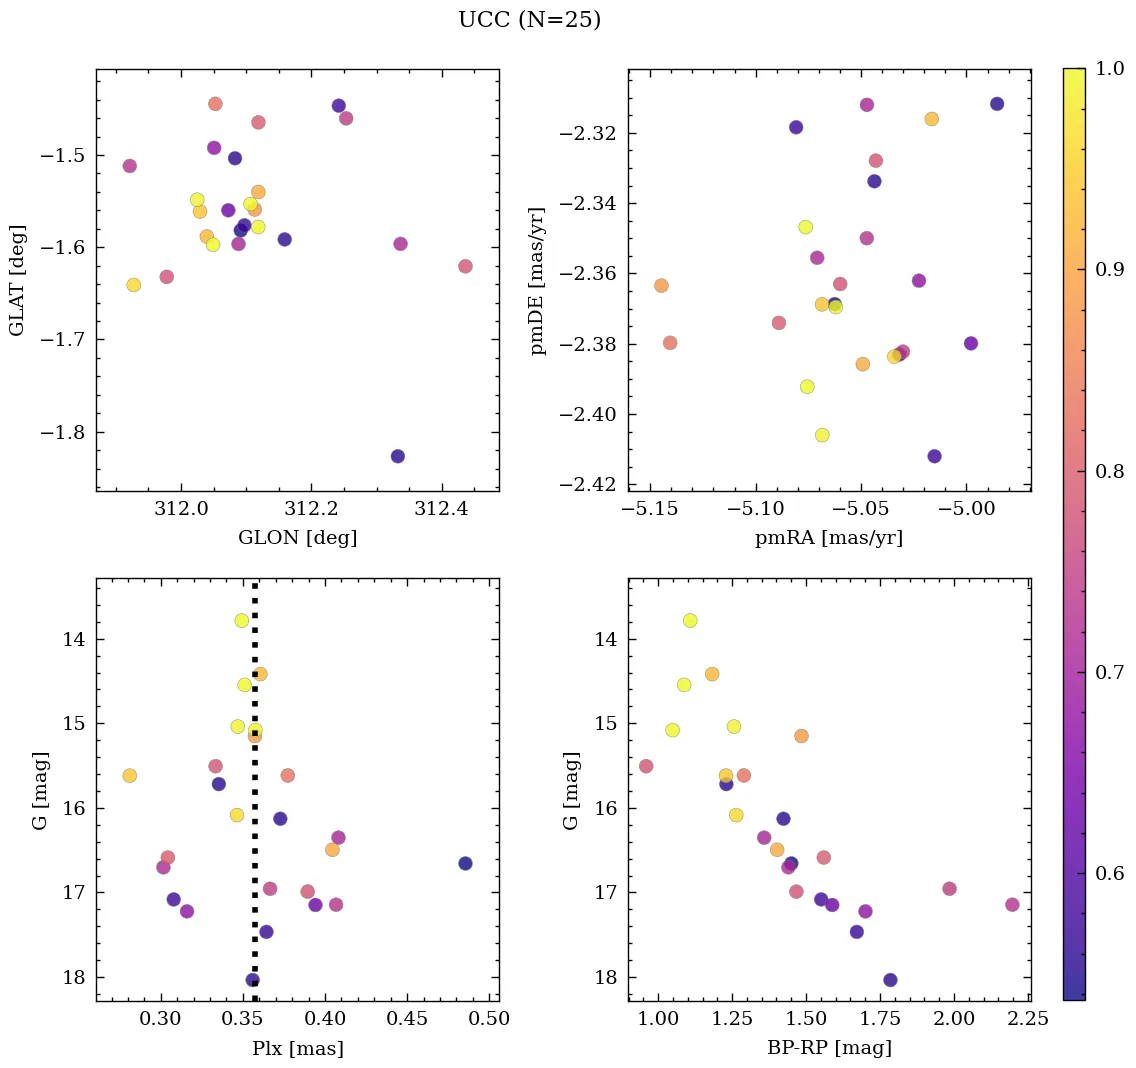 UCC (N=25)
−1.5
−1.6
−1.7
−1.8
GLAT [deg]
312.0 312.2 312.4
GLON [deg]
−2.32
−2.34
−2.36
−2.38
−2.40
−2.42
pmDE [mas/yr]
−5.15 −5.10 −5.05 −5.00
pmRA [mas/yr]
14
15
16
17
18
G [mag]
0.30 0.35 0.40 0.45 0.50
Plx [mas]
14
15
16
17
18
G [mag]
1.00 1.25 1.50 1.75 2.00 2.25
BP-RP [mag]
1.0
0.9
0.8
0.7
0.6